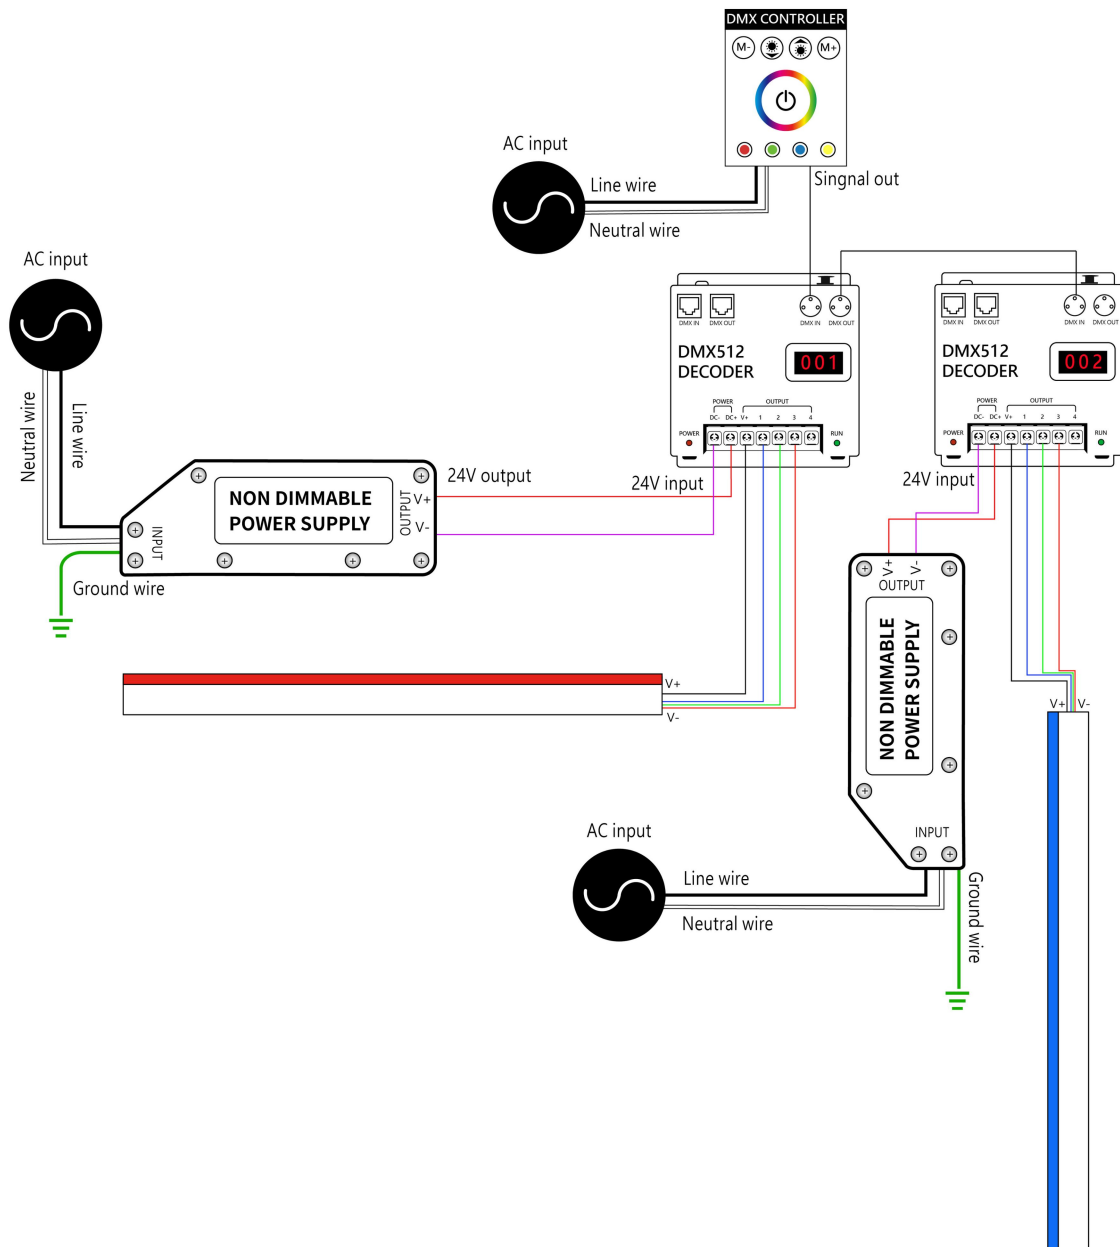 DMX CONTROLLER
M-
M+
AC input
Line wire
Neutral wire
Singnal out
AC input
Neutral wire
Line wire
DMX IN
DMX OUT
DMX IN
DMX OUT
DMX512
DECODER
001
POWER
OUTPUT
DC-
DC+
V+
1
2
3
4
POWER
RUN
DMX IN
DMX OUT
DMX IN
DMX OUT
DMX512
DECODER
002
POWER
OUTPUT
DC-
DC+
V+
1
2
3
4
POWER
RUN
24V output
24V input
24V input
NON DIMMABLE
POWER SUPPLY
INPUT
OUTPUT
V+
V-
Ground wire
V+
V-
OUTPUT
NON DIMMABLE
POWER SUPPLY
INPUT
V+
V-
V+
V-
AC input
Line wire
Neutral wire
Ground wire